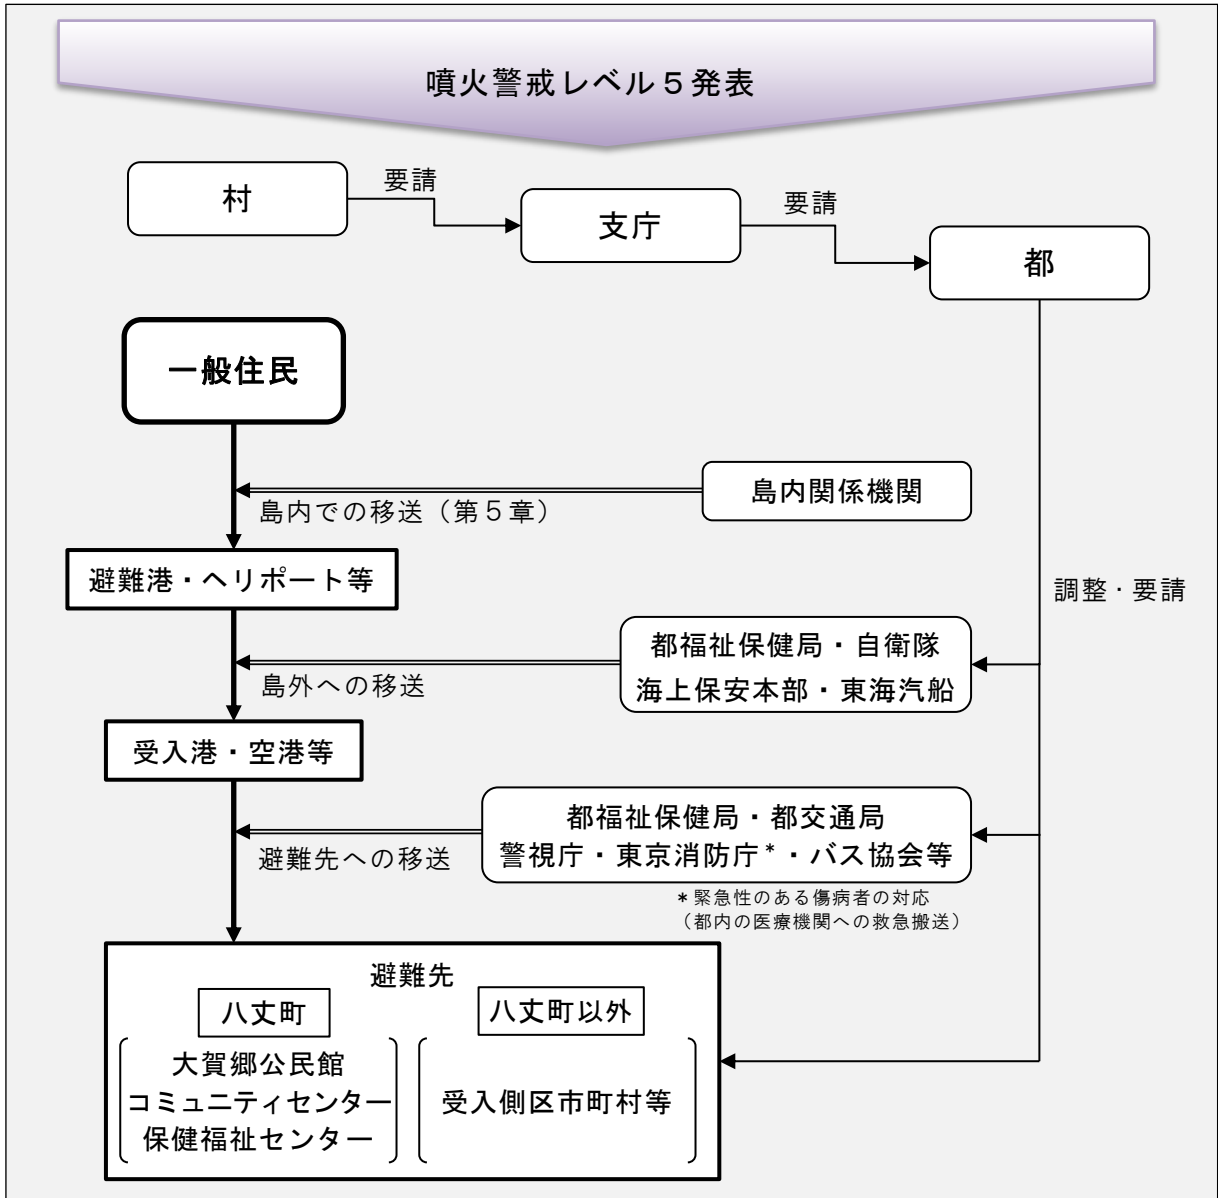 噴火警戒レベル５発表
村
要請
支庁
要請
都
一般住民
島内関係機関
島内での移送（第５章）
避難港・ヘリポート等
調整・要請
都福祉保健局・自衛隊
海上保安本部・東海汽船
島外への移送
受入港・空港等
都福祉保健局・都交通局
警視庁・東京消防庁*・バス協会等
避難先への移送
*緊急性のある傷病者の対応
（都内の医療機関への救急搬送）
避難先
八丈町
大賀郷公民館
コミュニティセンター
保健福祉センター
八丈町以外
受入側区市町村等